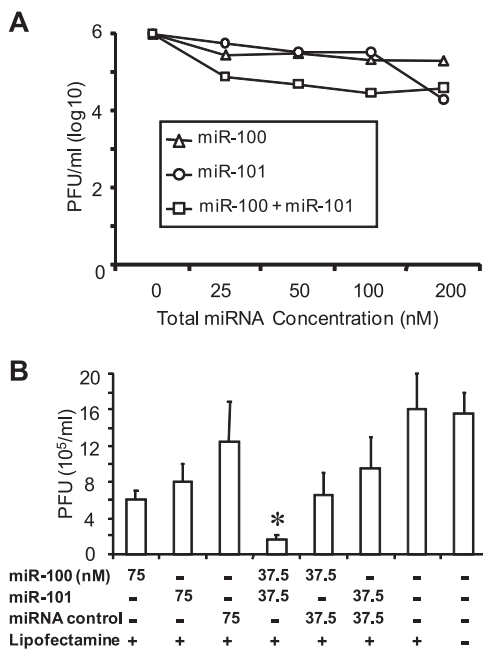 A
PFU/ml (log10)
6
4
2
0
miR-100
miR-101
miR-100 + miR-101
0 25 50 100 200
Total miRNA Concentration (nM)
B
PFU (10⁵/ml)
20
16
12
8
4
0
*
miR-100 (nM) 75 - - 37.5 37.5 - - -
miR-101 - 75 - 37.5 - 37.5 - -
miRNA control - - 75 - 37.5 37.5 - -
Lipofectamine + + + + + + + -